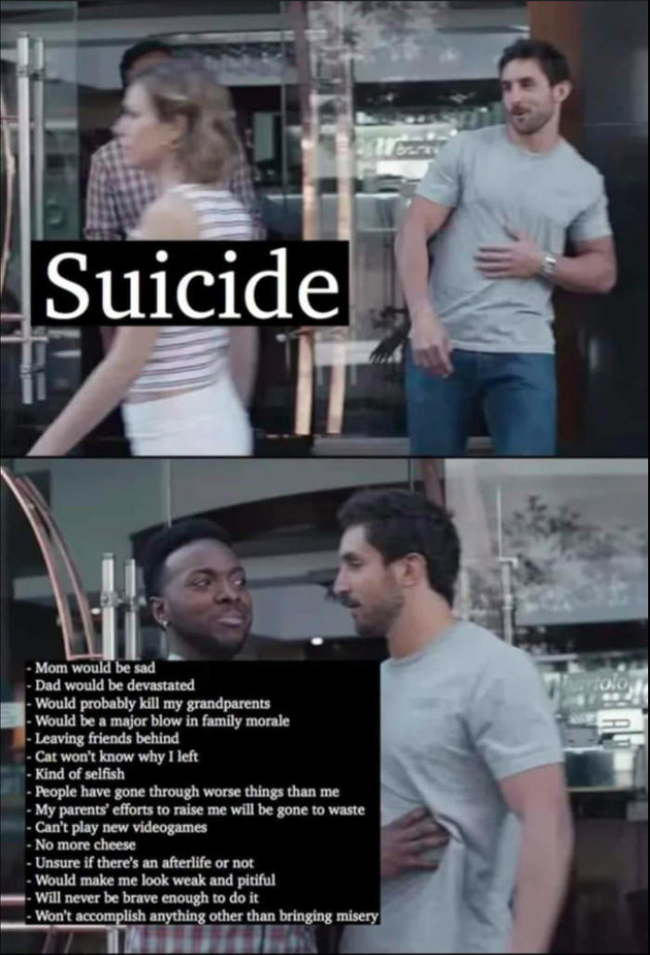 Suicide
- Mom would be sad
- Dad would be devastated
- Would probably kill my grandparents
- Would be a major blow in family morale
- Leaving friends behind
- Cat won't know why I left
- Kind of selfish
- People have gone through worse things than me
- My parents' efforts to raise me will be gone to waste
- Can't play new videogames
- No more cheese
- Unsure if there's an afterlife or not
- Would make me look weak and pitiful
- Will never be brave enough to do it
- Won't accomplish anything other than bringing misery